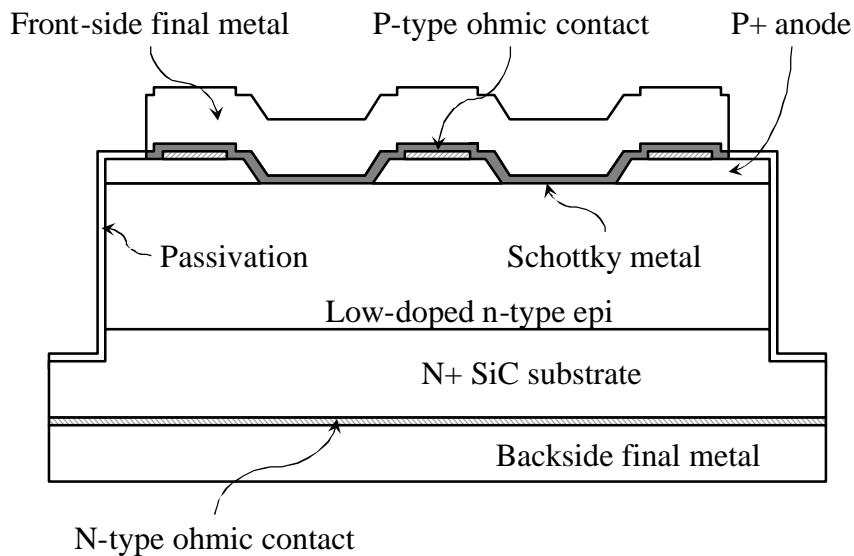 Front-side final metal
P-type ohmic contact
P+ anode
Passivation
Schottky metal
Low-doped n-type epi
N+ SiC substrate
Backside final metal
N-type ohmic contact